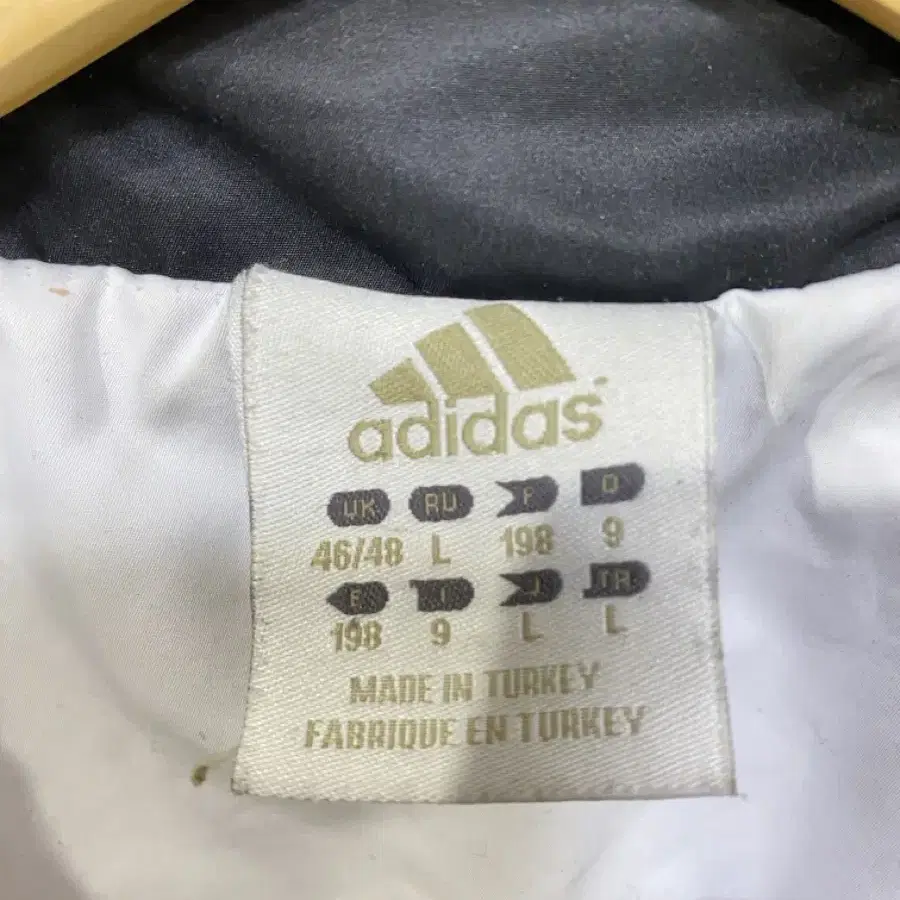 adidas
UK RU F D
46/48 L 198 9
E I J TR
198 9 L L
MADE IN TURKEY
FABRIQUE EN TURKEY